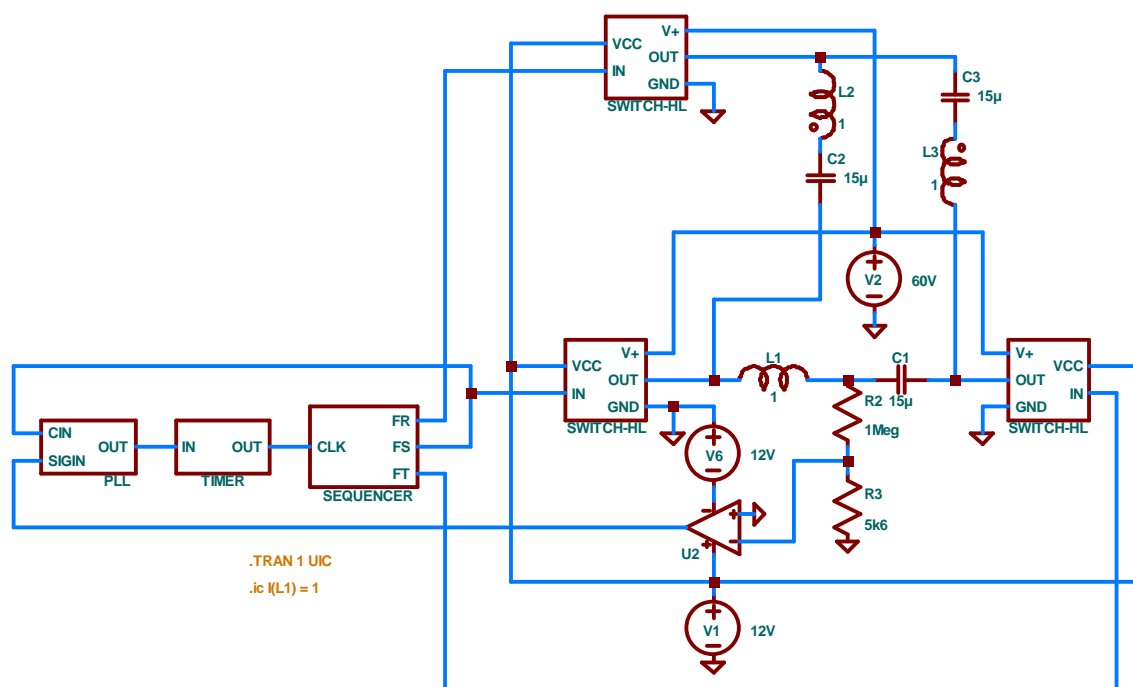 V+
VCC
OUT
IN
GND
SWITCH-HL
L2
1
C2
15µ
C3
15µ
L3
1
V2
60V
V+
VCC
OUT
IN
GND
SWITCH-HL
L1
1
C1
15µ
V+
VCC
OUT
IN
GND
SWITCH-HL
R2
1Meg
R3
5k6
CIN
OUT
SIGIN
PLL
IN
OUT
TIMER
FR
CLK
FS
FT
SEQUENCER
V6
12V
U2
V1
12V
.TRAN 1 UIC
.ic I(L1) = 1